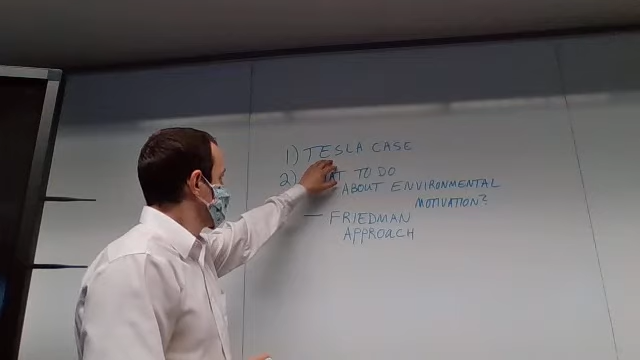 1) TESLA CASE
2) AT TO DO
ABOUT ENVIRONMENTAL
MOTIVATION?
— FRIEDMAN
APPROACH